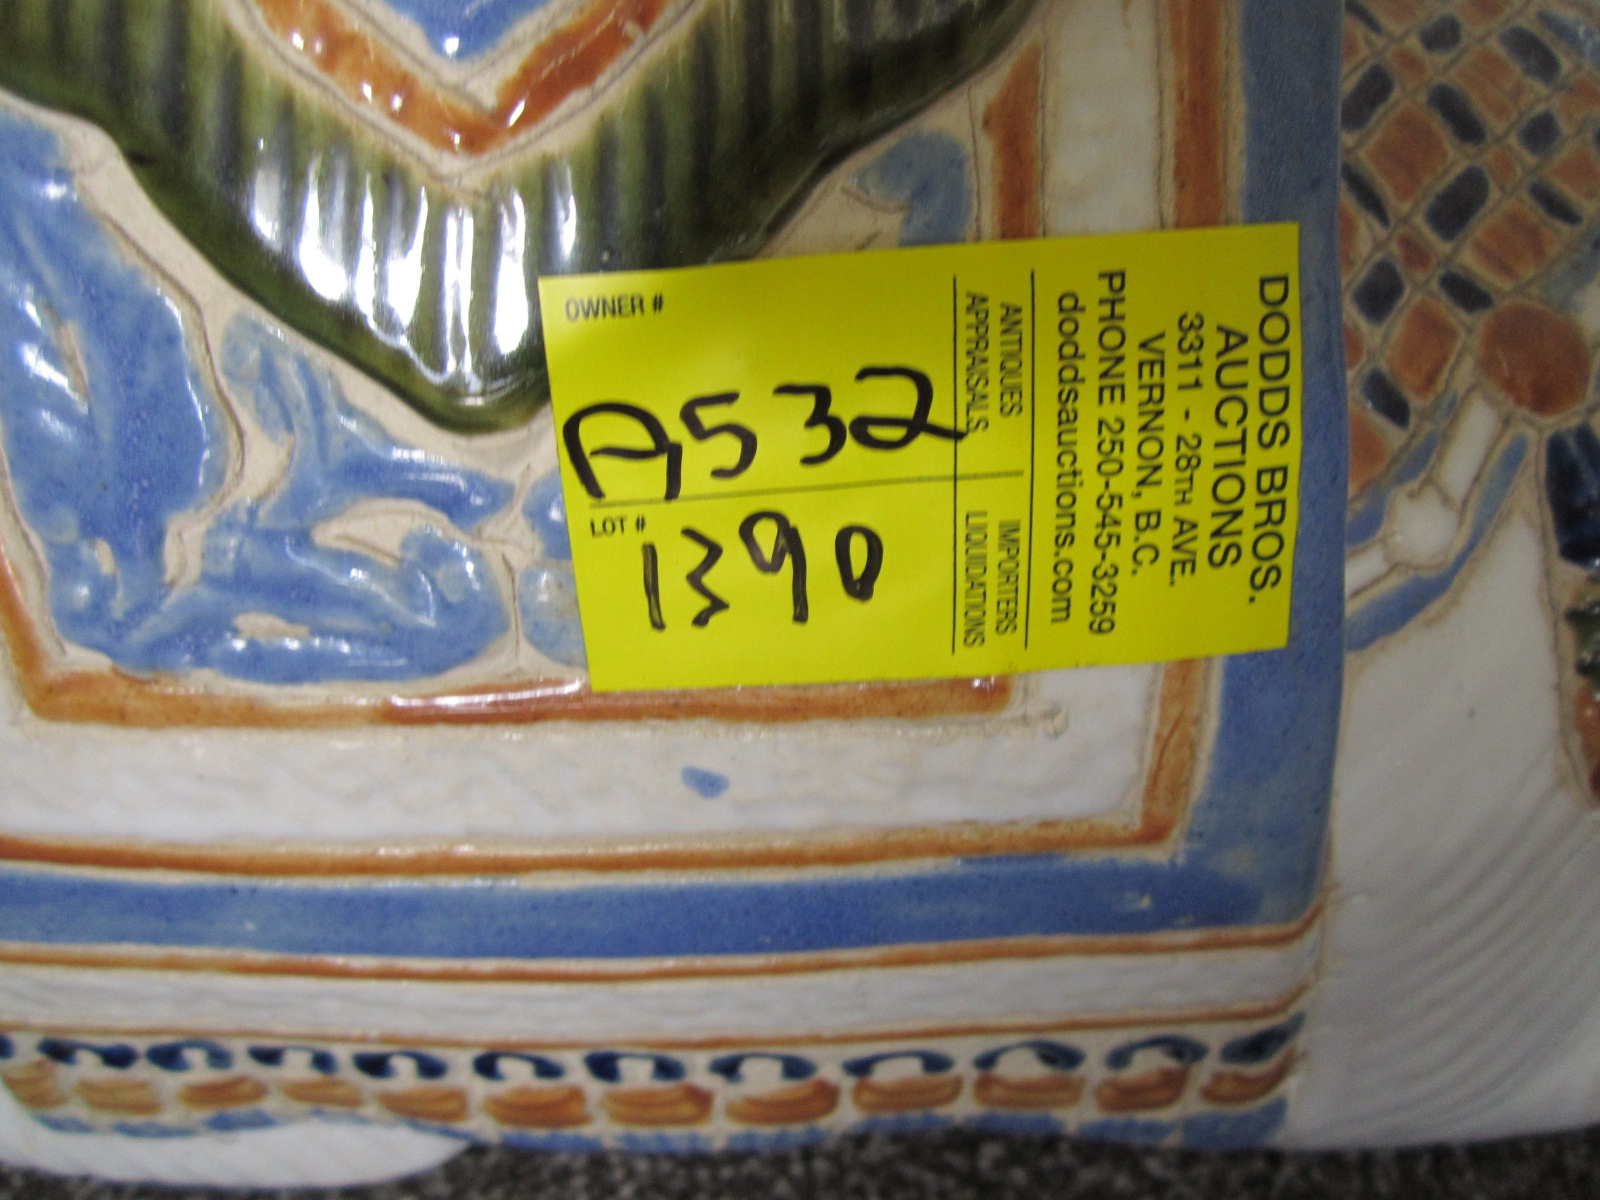 OWNER #
A532
LOT #
1390
ANTIQUES
APPRAISALS
IMPORTERS
LIQUIDATIONS
DODDS BROS.
AUCTIONS
3311 - 28TH AVE.
VERNON, B.C.
PHONE 250-545-3259
doddsauctions.com